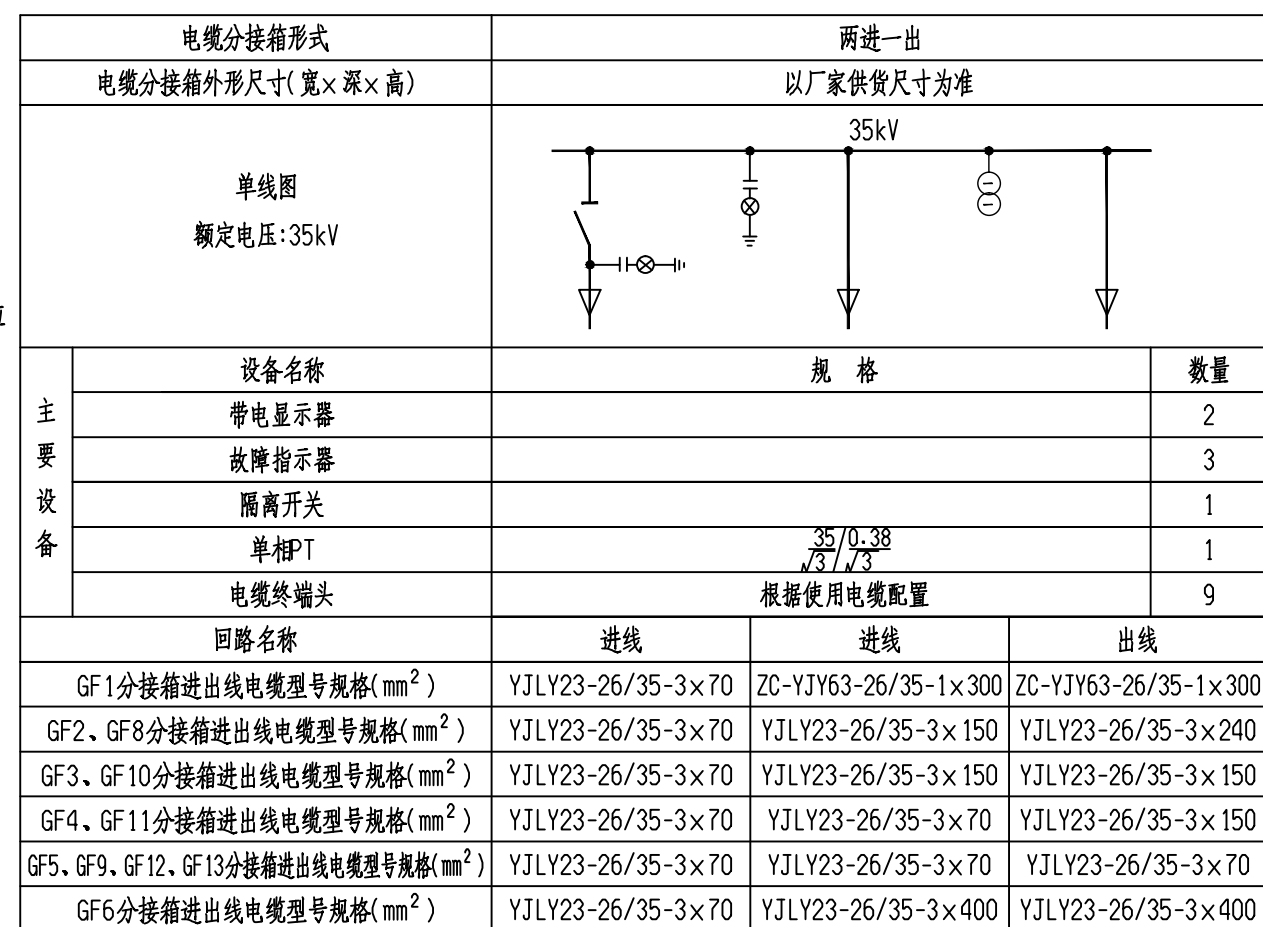 电缆分接箱形式 两进一出
电缆分接箱外形尺寸(宽×深×高) 以厂家供货尺寸为准
35kV
单线图
额定电压:35kV
主要设备
设备名称 规 格 数量
带电显示器 2
故障指示器 3
隔离开关 1
单相PT 35/√3/0.38/√3 1
电缆终端头 根据使用电缆配置 9
回路名称 进线 进线 出线
GF1分接箱进出线电缆型号规格(mm²) YJLY23-26/35-3×70 ZC-YJY63-26/35-1×300 ZC-YJY63-26/35-1×300
GF2、GF8分接箱进出线电缆型号规格(mm²) YJLY23-26/35-3×70 YJLY23-26/35-3×150 YJLY23-26/35-3×240
GF3、GF10分接箱进出线电缆型号规格(mm²) YJLY23-26/35-3×70 YJLY23-26/35-3×150 YJLY23-26/35-3×150
GF4、GF11分接箱进出线电缆型号规格(mm²) YJLY23-26/35-3×70 YJLY23-26/35-3×70 YJLY23-26/35-3×150
GF5、GF9、GF12、GF13分接箱进出线电缆型号规格(mm²) YJLY23-26/35-3×70 YJLY23-26/35-3×70 YJLY23-26/35-3×70
GF6分接箱进出线电缆型号规格(mm²) YJLY23-26/35-3×70 YJLY23-26/35-3×400 YJLY23-26/35-3×400